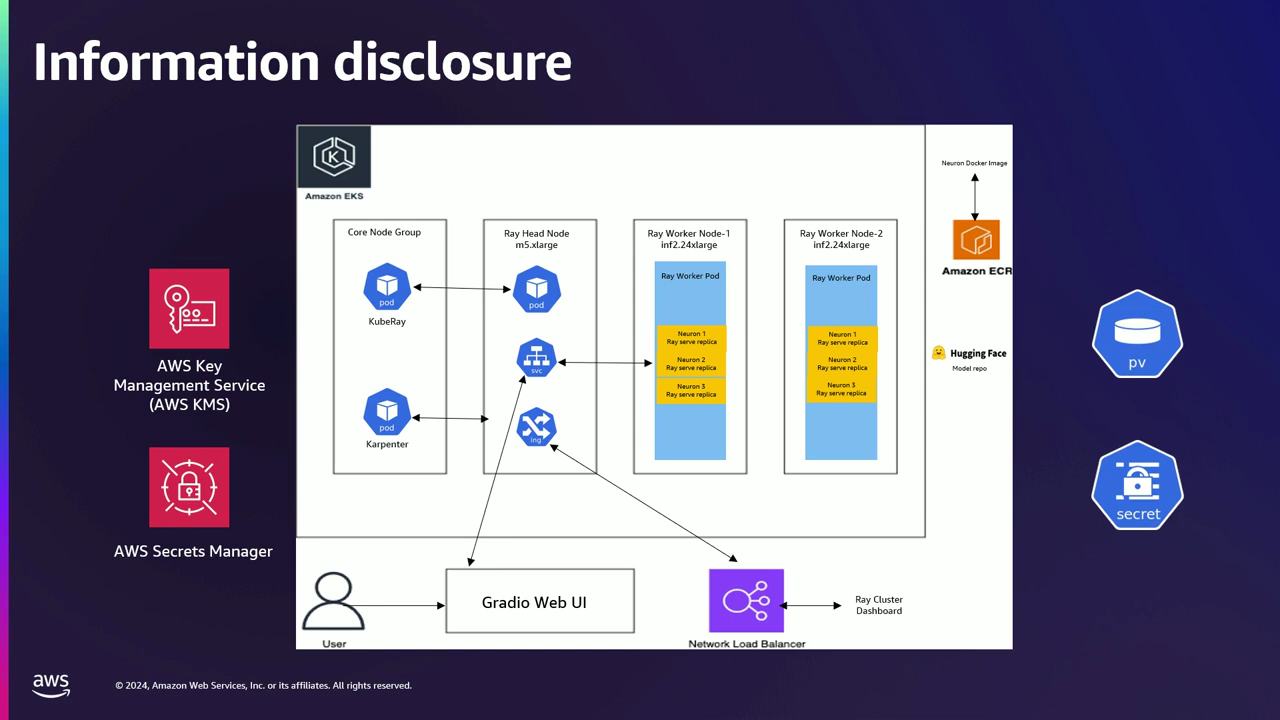 Information disclosure
Amazon EKS
Core Node Group
pod
KubeRay
pod
Karpenter
Ray Head Node
m5.xlarge
pod
svc
ing
Ray Worker Node-1
inf2.24xlarge
Ray Worker Pod
Neuron 1
Ray serve replica
Neuron 2
Ray serve replica
Neuron 3
Ray serve replica
Ray Worker Node-2
inf2.24xlarge
Ray Worker Pod
Neuron 1
Ray serve replica
Neuron 2
Ray serve replica
Neuron 3
Ray serve replica
Neuron Docker Image
Amazon ECR
Hugging Face
Model repo
AWS Key
Management Service
(AWS KMS)
AWS Secrets Manager
pv
secret
User
Gradio Web UI
Network Load Balancer
Ray Cluster
Dashboard
aws
© 2024, Amazon Web Services, Inc. or its affiliates. All rights reserved.